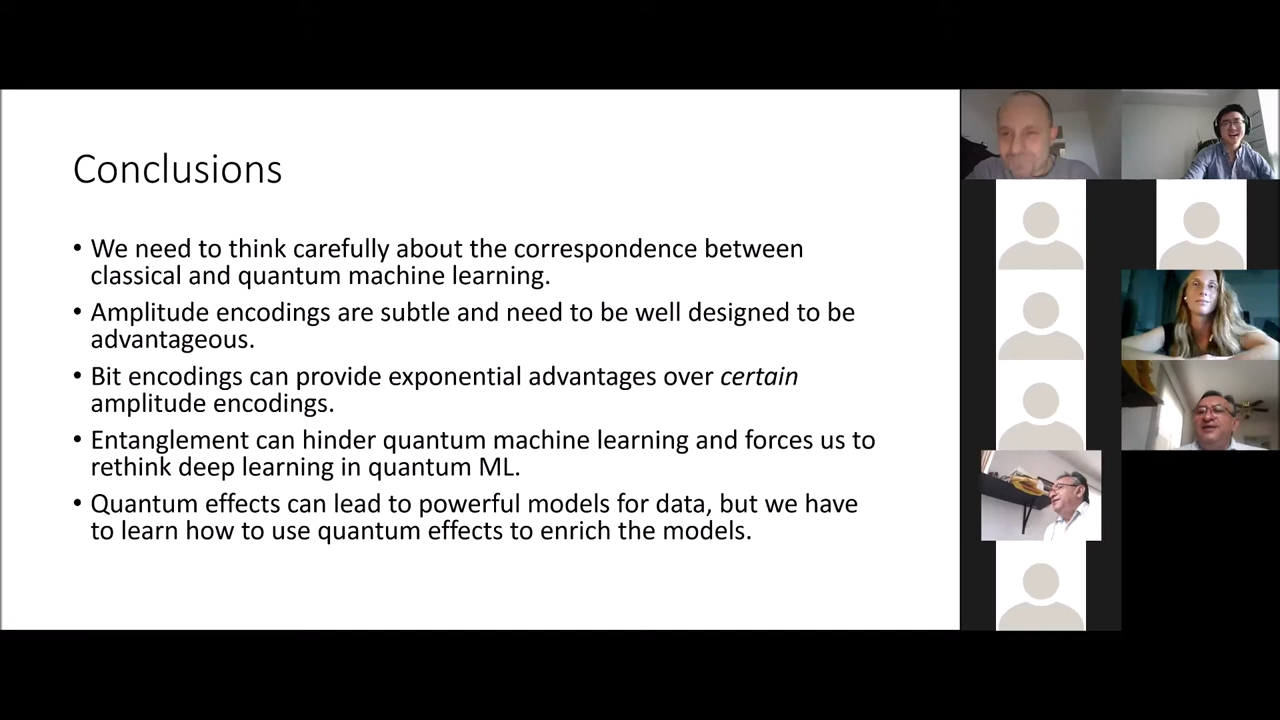 Conclusions
• We need to think carefully about the correspondence between
classical and quantum machine learning.
• Amplitude encodings are subtle and need to be well designed to be
advantageous.
• Bit encodings can provide exponential advantages over certain
amplitude encodings.
• Entanglement can hinder quantum machine learning and forces us to
rethink deep learning in quantum ML.
• Quantum effects can lead to powerful models for data, but we have
to learn how to use quantum effects to enrich the models.